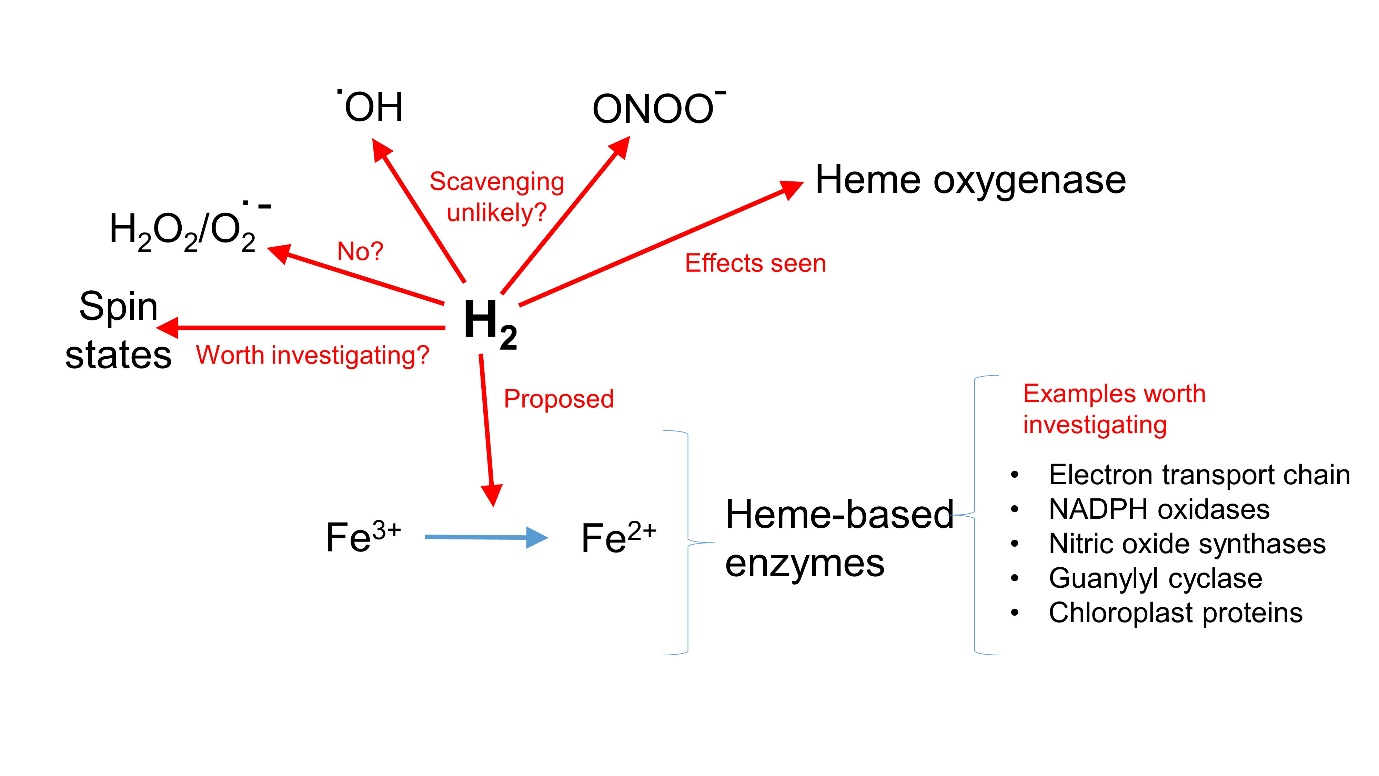 ˙OH
ONOO⁻
Scavenging
unlikely?
Heme oxygenase
H₂O₂/O₂˙⁻
No?
Effects seen
Spin
states
H₂
Worth investigating?
Proposed
Examples worth
investigating
• Electron transport chain
• NADPH oxidases
• Nitric oxide synthases
• Guanylyl cyclase
• Chloroplast proteins
Fe³⁺
Fe²⁺
Heme-based
enzymes